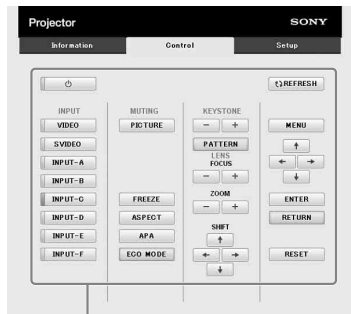 Projector SONY
Information Control Setup
REFRESH
INPUT MUTING KEYSTONE
VIDEO PICTURE - + MENU
SVIDEO PATTERN
LENS
INPUT-A FOCUS
INPUT-B - +
INPUT-C FREEZE ZOOM ENTER
INPUT-D ASPECT - + RETURN
INPUT-E APA SHIFT
INPUT-F ECO MODE RESET